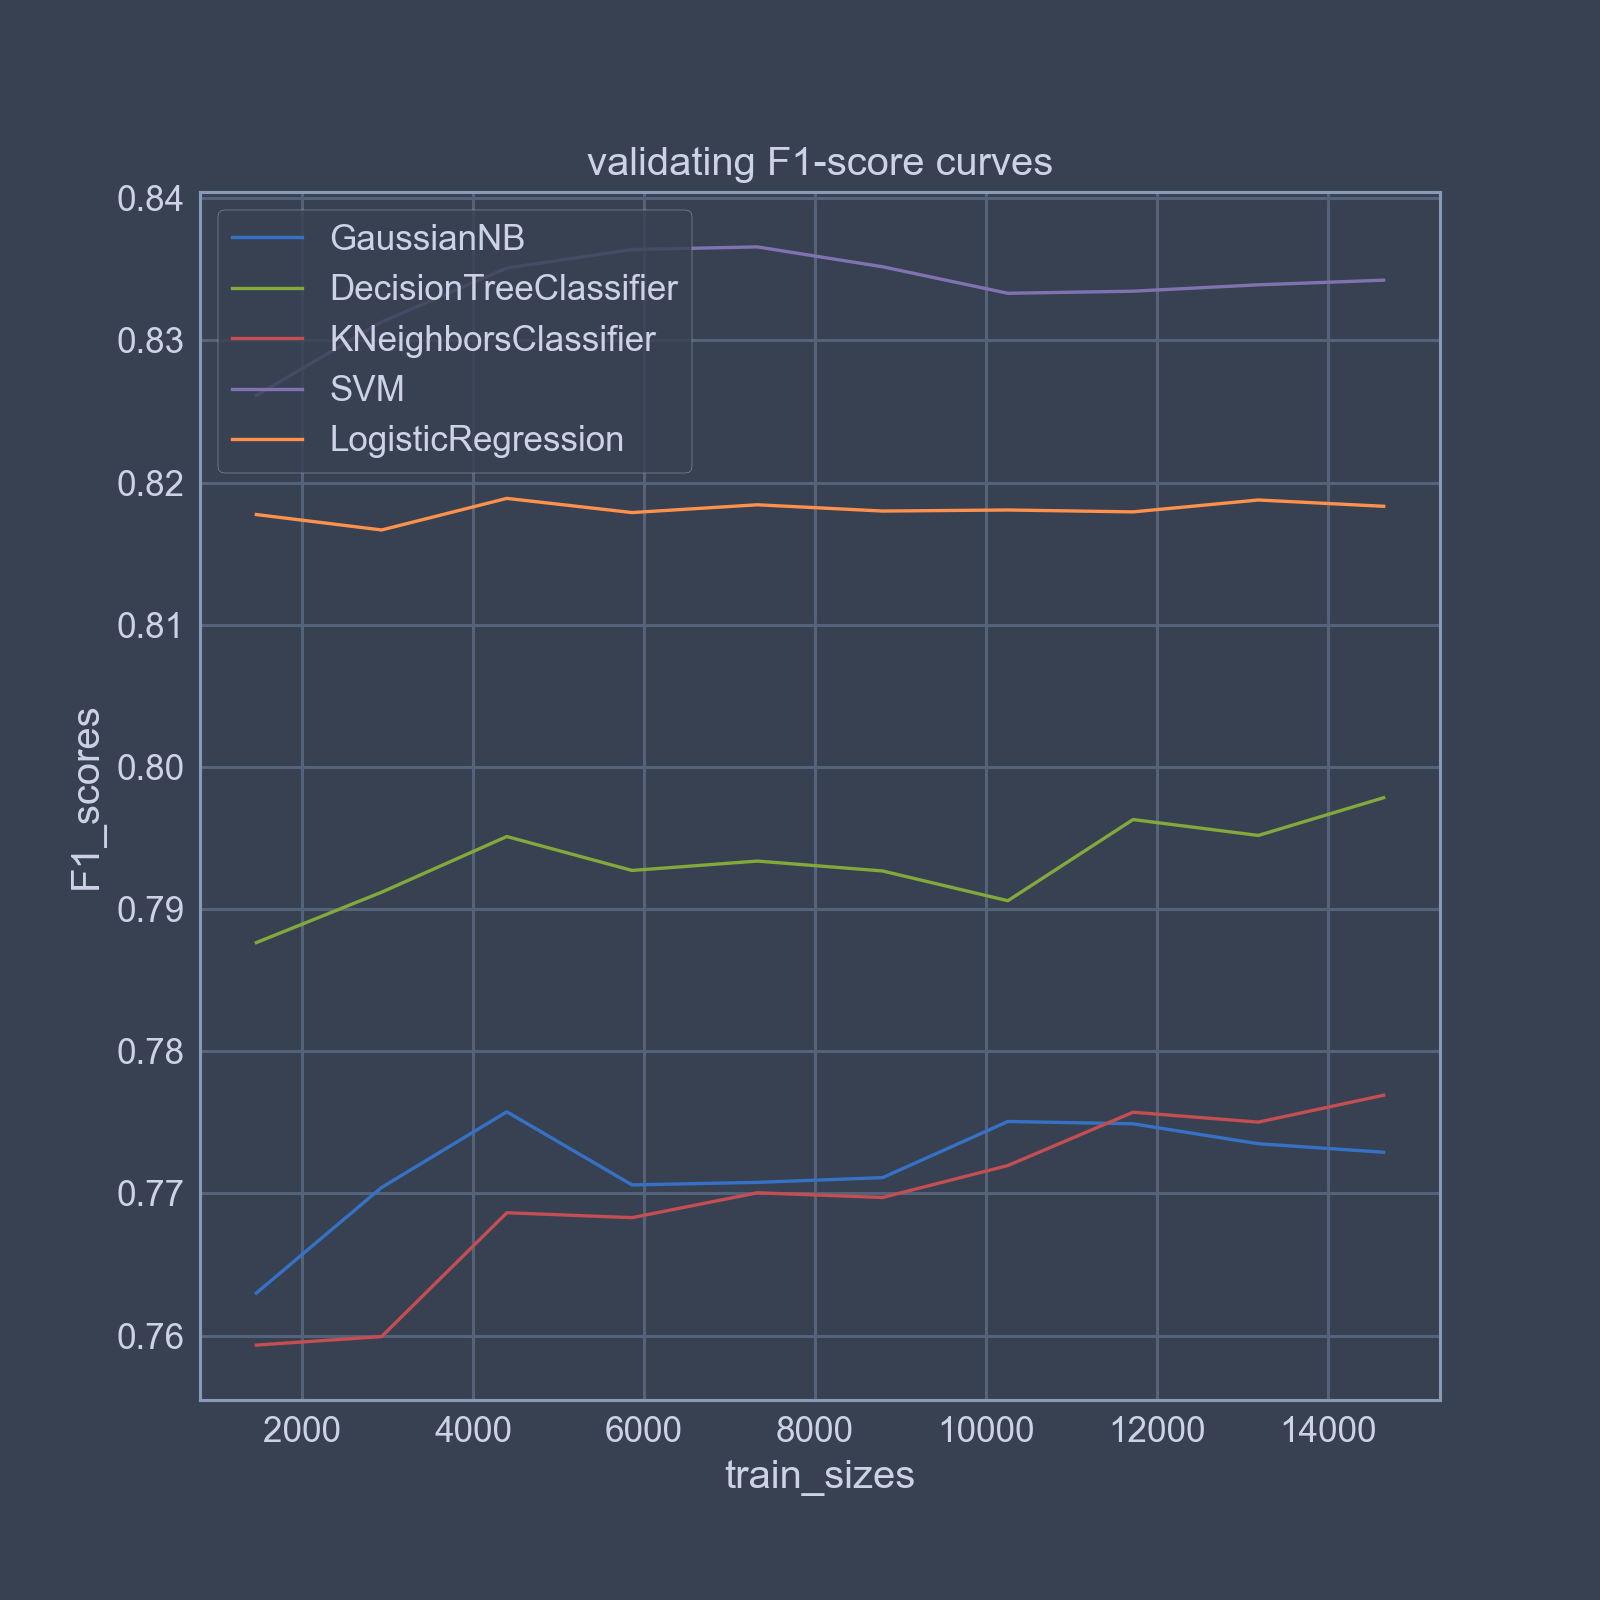 validating F1-score curves
0.84
0.83
0.82
0.81
0.80
0.79
0.78
0.77
0.76
F1_scores
GaussianNB
DecisionTreeClassifier
KNeighborsClassifier
SVM
LogisticRegression
2000 4000 6000 8000 10000 12000 14000
train_sizes